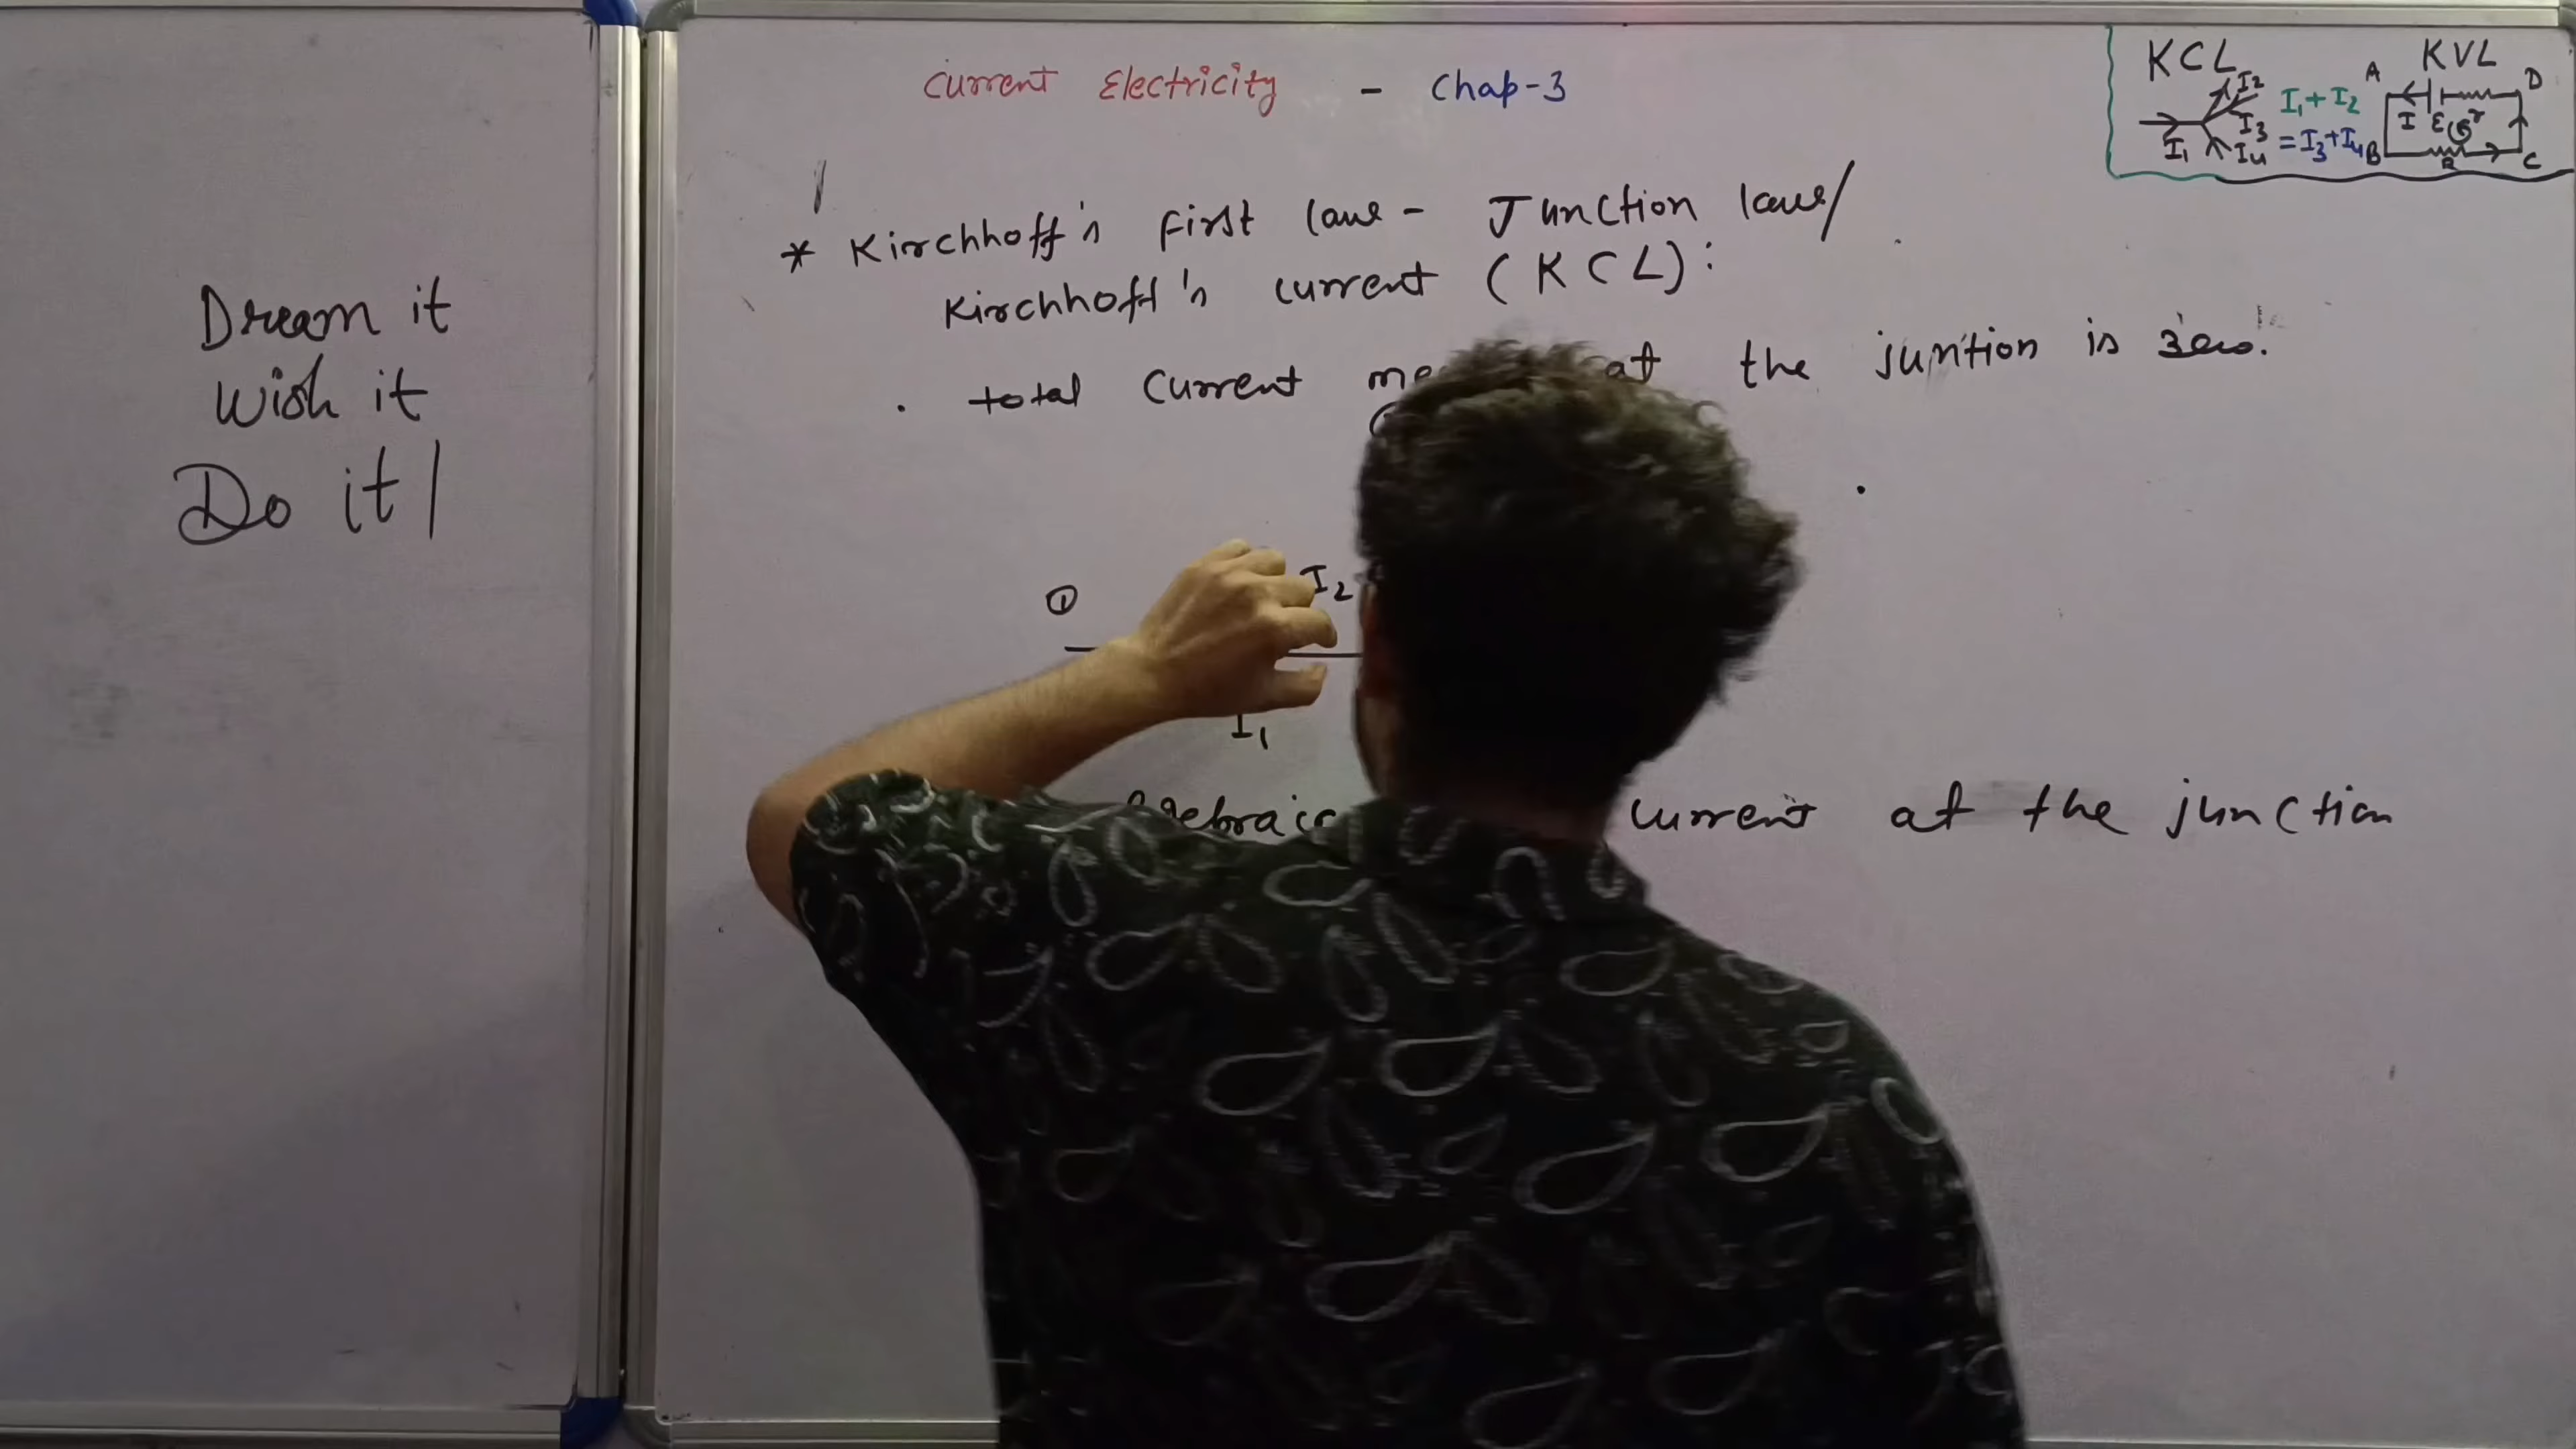 Dream it
Wish it
Do it
Current Electricity - Chap-3
* Kirchhoff's First law - Junction law/
Kirchhoff's current (KCL):
. total current at the juntion is zero.
①
I2
I1
current at the junction
KCL
I2
I1
I3
I4
I1+I2
=I3+I4
KVL
A
D
I
E
r
B
R
C